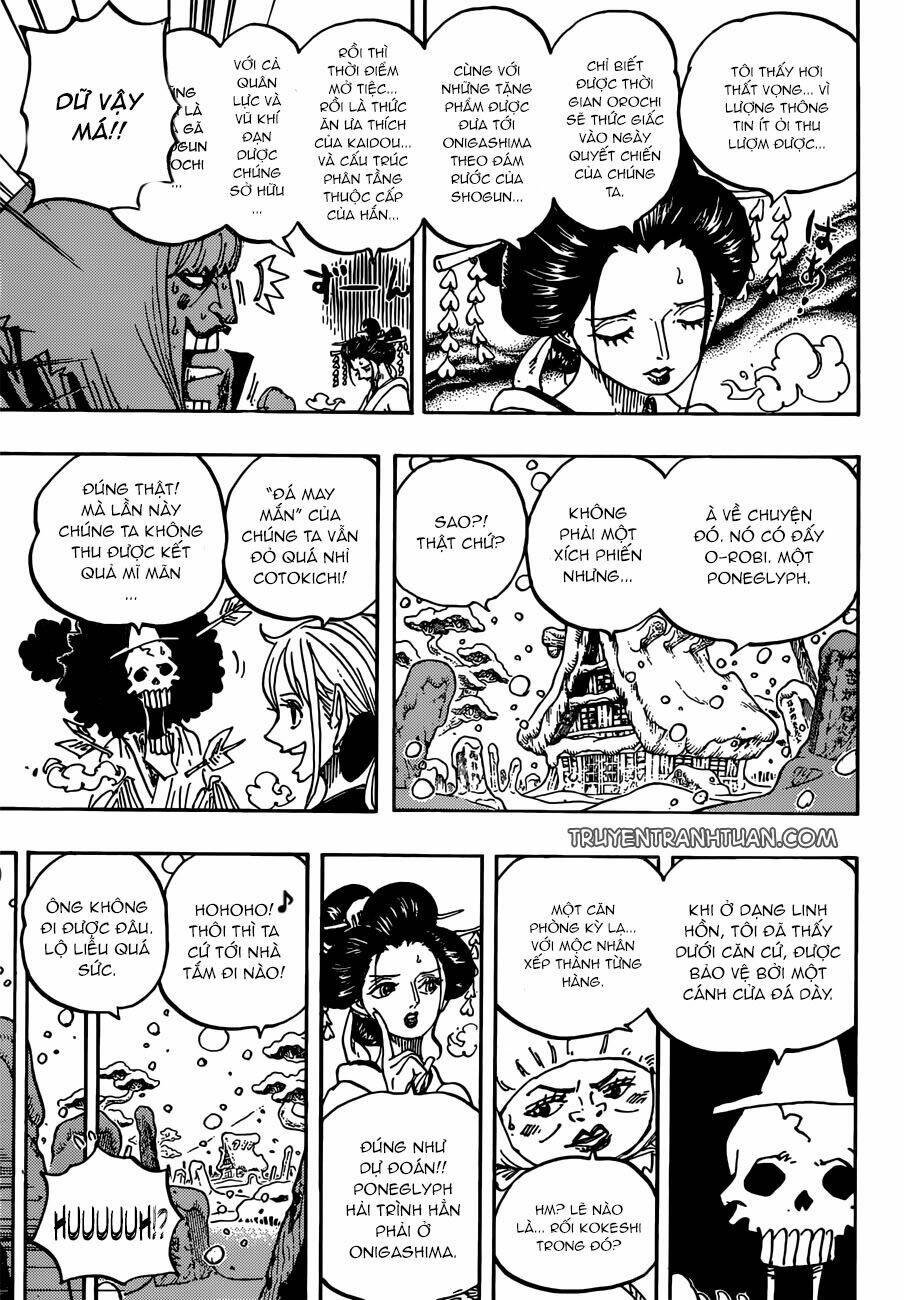 TÔI THẤY HƠI
THẤT VỌNG... VÌ
LƯỢNG THÔNG
TIN ÍT ỎI THU
LƯỢM ĐƯỢC...
CHỈ BIẾT
ĐƯỢC THỜI
GIAN OROCHI
SẼ THỨC GIẤC
VÀO NGÀY
QUYẾT CHIẾN
CỦA CHÚNG
TA.
CÙNG VỚI
NHỮNG TẶNG
PHẨM ĐƯỢC
ĐƯA TỚI
ONIGASHIMA
THEO ĐÁM
RƯỚC CỦA
SHOGUN...
はぁ…
RỒI THÌ
THỜI ĐIỂM
MỞ TIỆC...
RỒI LÀ THỨC
ĂN ƯA THÍCH
CỦA KAIDOU...
VÀ CẤU TRÚC
PHÂN TẦNG
THUỘC CẤP
CỦA HẮN...
VỚI CẢ
QUÂN
LỰC VÀ
VŨ KHÍ
ĐẠN
DƯỢC
CHÚNG
SỞ HỮU
...
LÀ
GÃ
...
DỮ VẬY
MÁ!!
ずーん
À VỀ CHUYỆN
ĐÓ. NÓ CÓ ĐẤY
O-ROBI. MỘT
PONEGLYPH.
KHÔNG
PHẢI MỘT
XÍCH PHIẾN
NHƯNG...
SAO?!
THẬT CHỨ?
"ĐÁ MAY
MẮN" CỦA
CHÚNG TA VẪN
ĐỎ QUÁ NHỈ
COTOKICHI!
ĐÚNG THẬT!
MÀ LẦN NÀY
CHÚNG TA KHÔNG
THU ĐƯỢC KẾT
QUẢ MĨ MÃN
...
TRUYENTRANHTUAN.COM
KHI Ở DẠNG LINH
HỒN, TÔI ĐÃ THẤY
DƯỚI CĂN CỨ, ĐƯỢC
BẢO VỆ BỞI MỘT
CÁNH CỬA ĐÁ DÀY.
MỘT CĂN
PHÒNG KỲ LẠ
...VỚI MỘC NHÂN
XẾP THÀNH TỪNG
HÀNG.
HM? LẼ NÀO
LÀ... RỐI KOKESHI
TRONG ĐÓ?
ĐÚNG NHƯ
DỰ ĐOÁN!!
PONEGLYPH
HẢI TRÌNH HẲN
PHẢI Ở
ONIGASHIMA.
HOHOHO! ♪
THÔI THÌ TA
CỨ TỚI NHÀ
TẮM ĐI NÀO!
ÔNG KHÔNG
ĐI ĐƯỢC ĐÂU.
LỘ LIỄU QUÁ
SỨC.
HUUUUUH!?